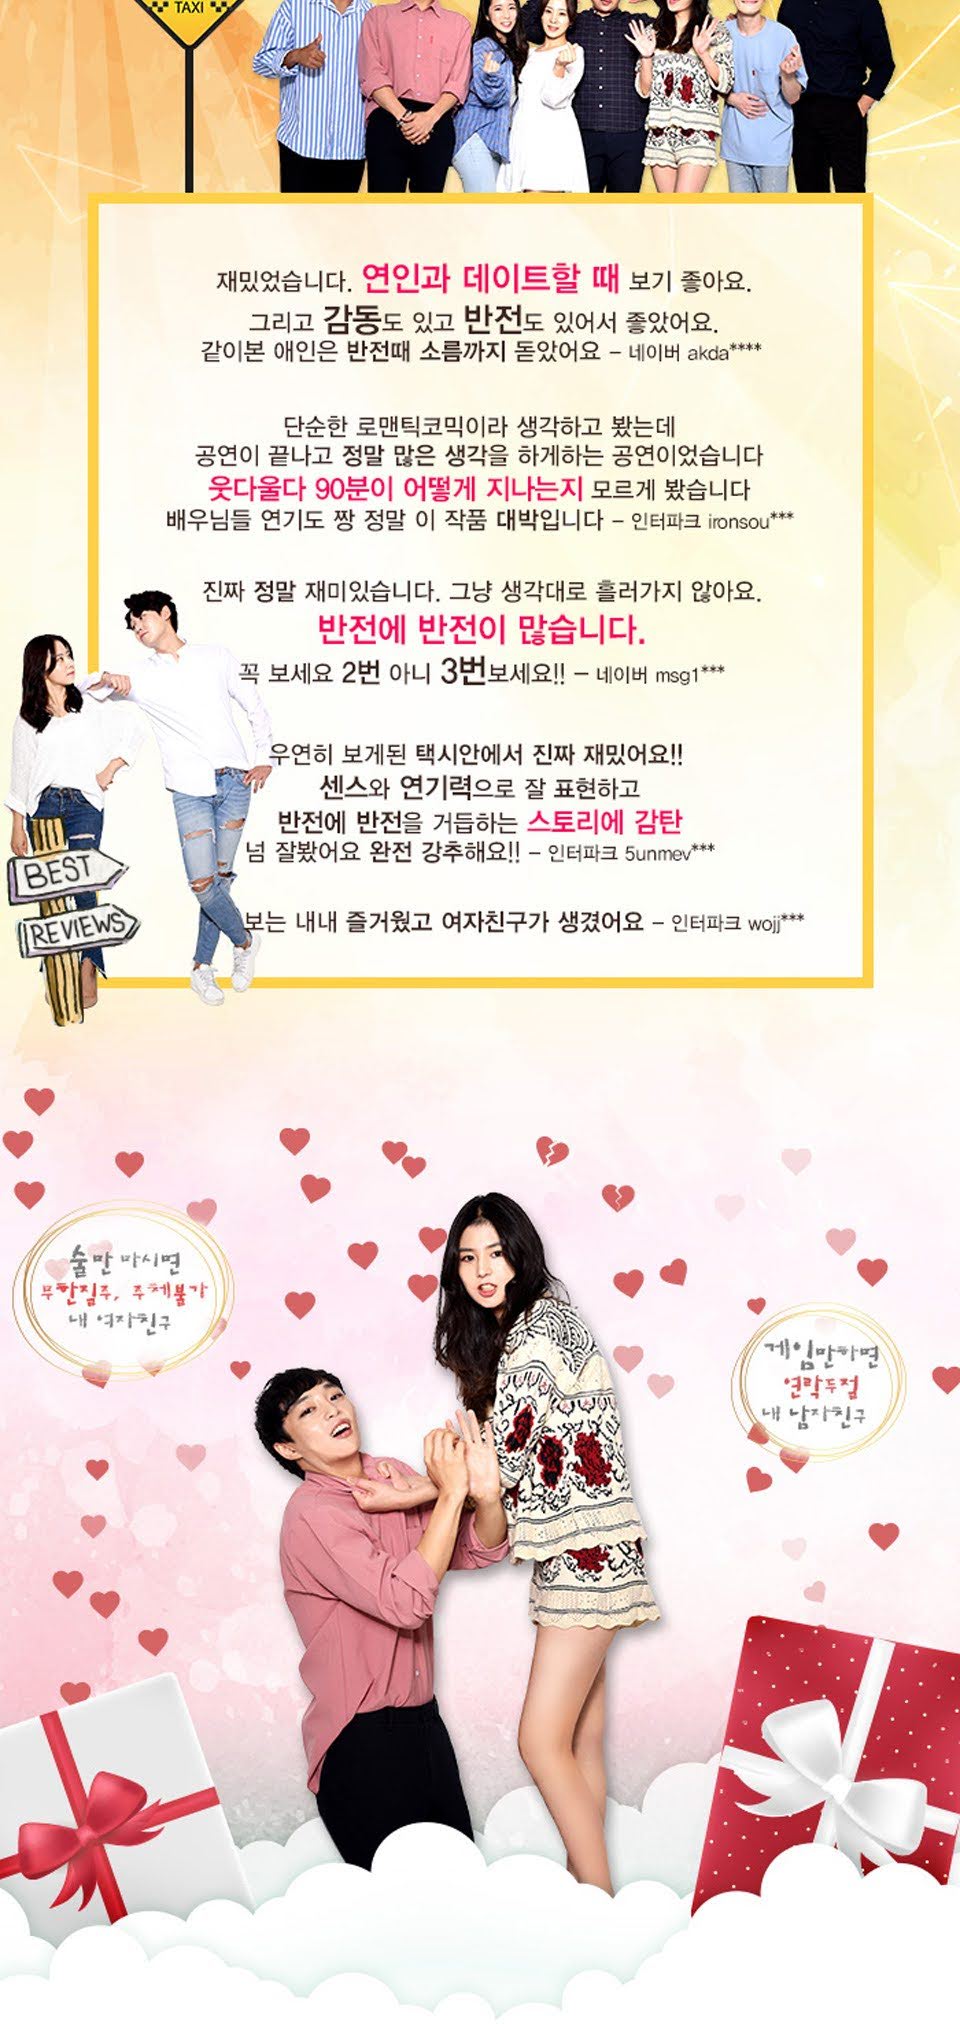 TAXI
재밌었습니다. 연인과 데이트할 때 보기 좋아요.
그리고 감동도 있고 반전도 있어서 좋았어요.
같이본 애인은 반전때 소름까지 돋았어요 - 네이버 akda****
단순한 로맨틱코믹이라 생각하고 봤는데
공연이 끝나고 정말 많은 생각을 하게하는 공연이었습니다
웃다울다 90분이 어떻게 지나는지 모르게 봤습니다
배우님들 연기도 짱 정말 이 작품 대박입니다 - 인터파크 ironsou***
진짜 정말 재미있습니다. 그냥 생각대로 흘러가지 않아요.
반전에 반전이 많습니다.
꼭 보세요 2번 아니 3번보세요!! - 네이버 msg1***
우연히 보게된 택시안에서 진짜 재밌어요!!
센스와 연기력으로 잘 표현하고
반전에 반전을 거듭하는 스토리에 감탄
넘 잘봤어요 완전 강추해요!! - 인터파크 5unmev***
보는 내내 즐거웠고 여자친구가 생겼어요 - 인터파크 wojj***
BEST
REVIEWS
술만 마시면
무한질주, 주체불가
내 여자친구
게임만하면
연락두절
내 남자친구